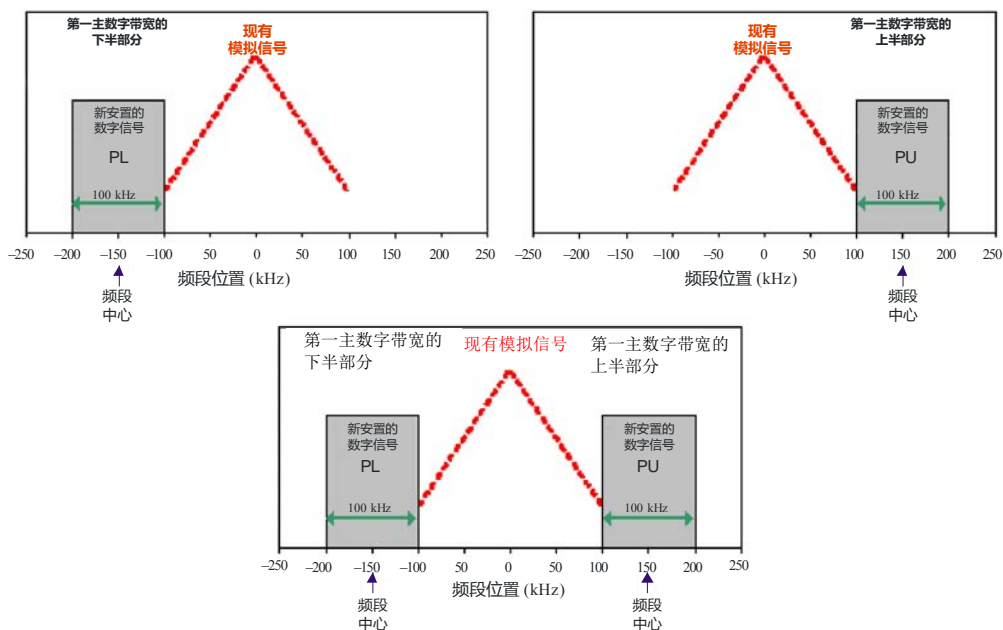 第一主数字带宽的
下半部分
现有
模拟信号
新安置的
数字信号
PL
100 kHz
–250 –200 –150 –100 50 0 50 100 150 200 250
频段位置 (kHz)
频段
中心
现有
模拟信号
第一主数字带宽的
上半部分
新安置的
数字信号
PU
100 kHz
–250 –200 –150 –100 50 0 50 100 150 200 250
频段位置 (kHz)
频段
中心
第一主数字带宽的
下半部分
现有模拟信号
第一主数字带宽的
上半部分
新安置的
数字信号
PL
100 kHz
新安置的
数字信号
PU
100 kHz
–250 –200 –150 –100 50 0 50 100 150 200 250
频段位置 (kHz)
频段
中心
频段
中心